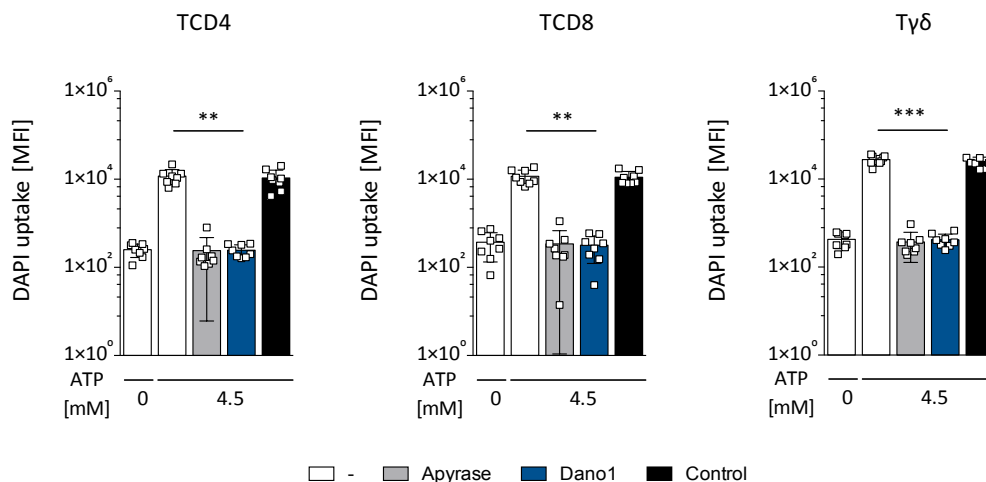 TCD4
DAPI uptake [MFI]
1×10⁶
1×10⁴
1×10²
1×10⁰
**
ATP
[mM]
0
4.5
TCD8
DAPI uptake [MFI]
1×10⁶
1×10⁴
1×10²
1×10⁰
**
ATP
[mM]
0
4.5
Tγδ
DAPI uptake [MFI]
1×10⁶
1×10⁴
1×10²
1×10⁰
***
ATP
[mM]
0
4.5
- Apyrase Dano1 Control